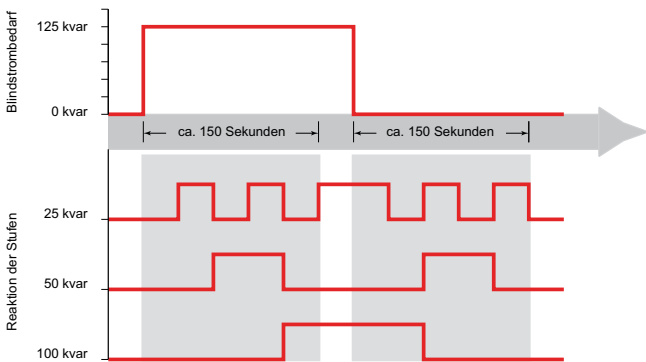 Blindstrombedarf
125 kvar
0 kvar
ca. 150 Sekunden
ca. 150 Sekunden
Reaktion der Stufen
25 kvar
50 kvar
100 kvar